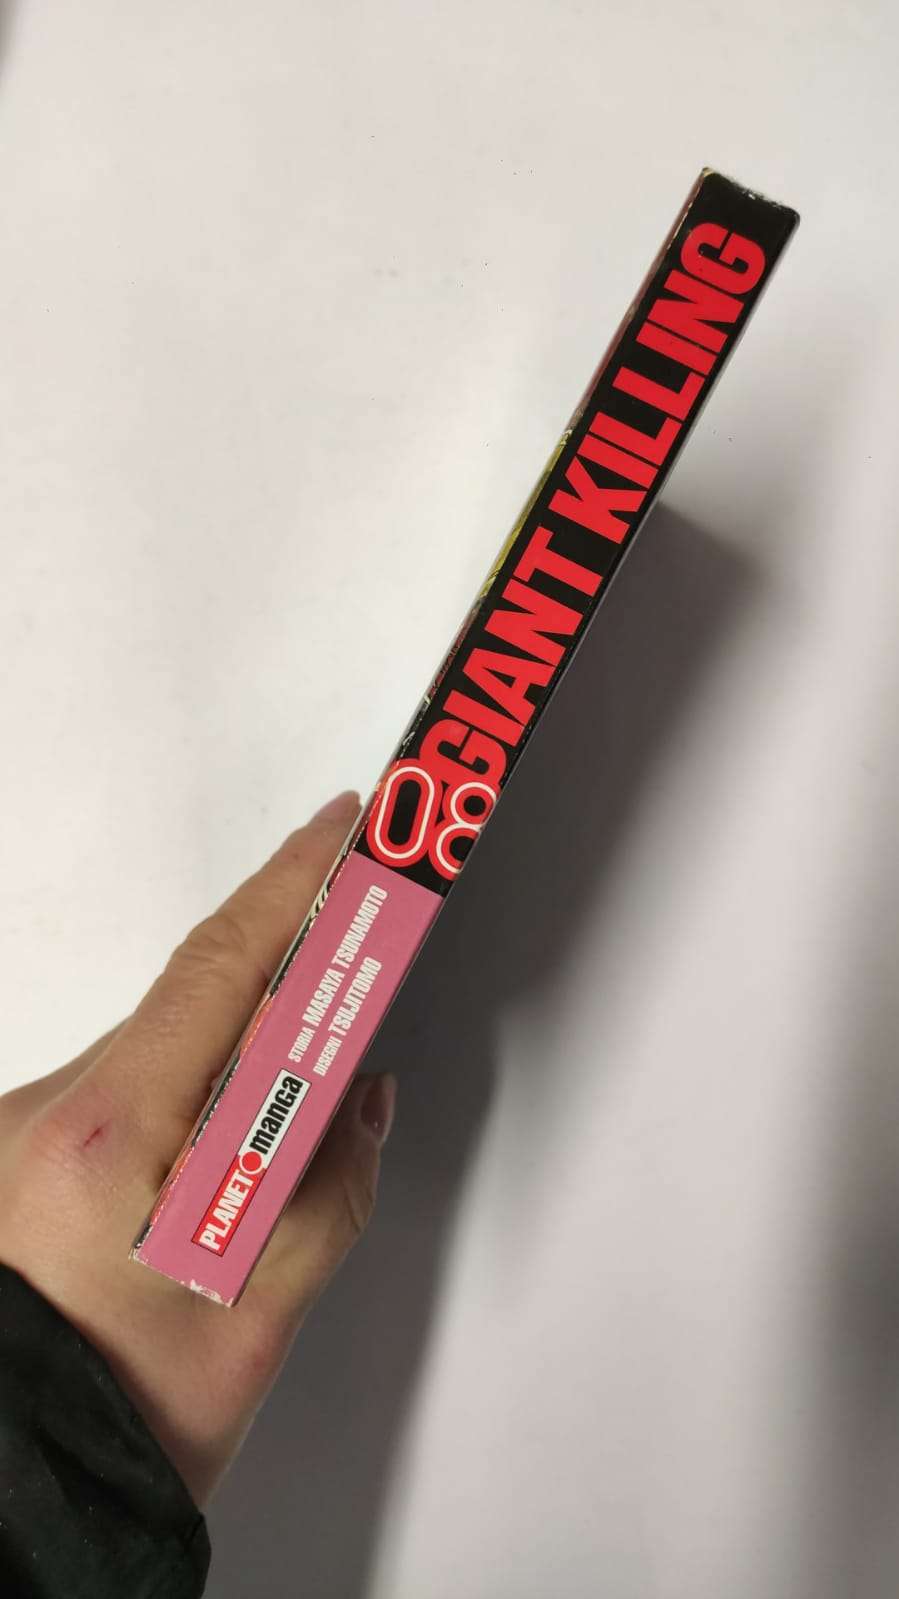 GIANT KILLING
08
STORIA MASAYA TSUNAMOTO
DISEGNI TSUJITOMO
PLANET manga